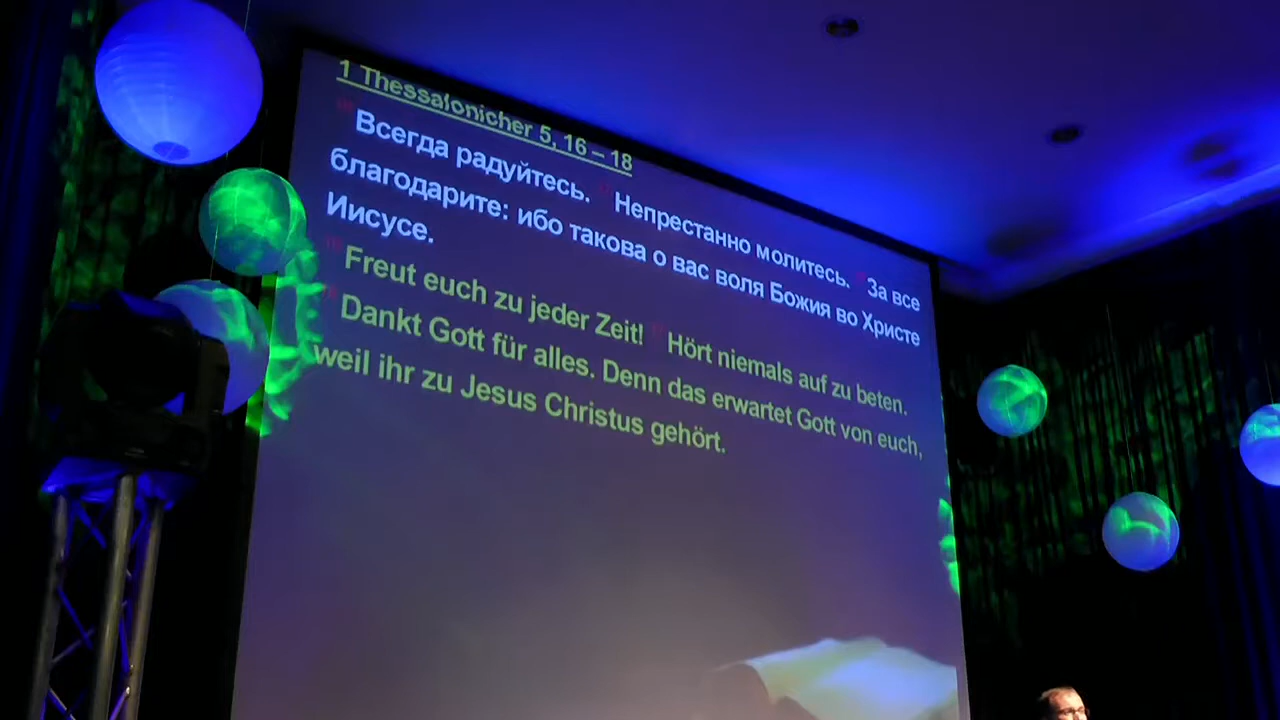 1 Thessalonicher 5, 16 – 18
Всегда радуйтесь. Непрестанно молитесь. За все
благодарите: ибо такова о вас воля Божия во Христе
Иисусе.
Freut euch zu jeder Zeit! Hört niemals auf zu beten.
Dankt Gott für alles. Denn das erwartet Gott von euch,
weil ihr zu Jesus Christus gehört.